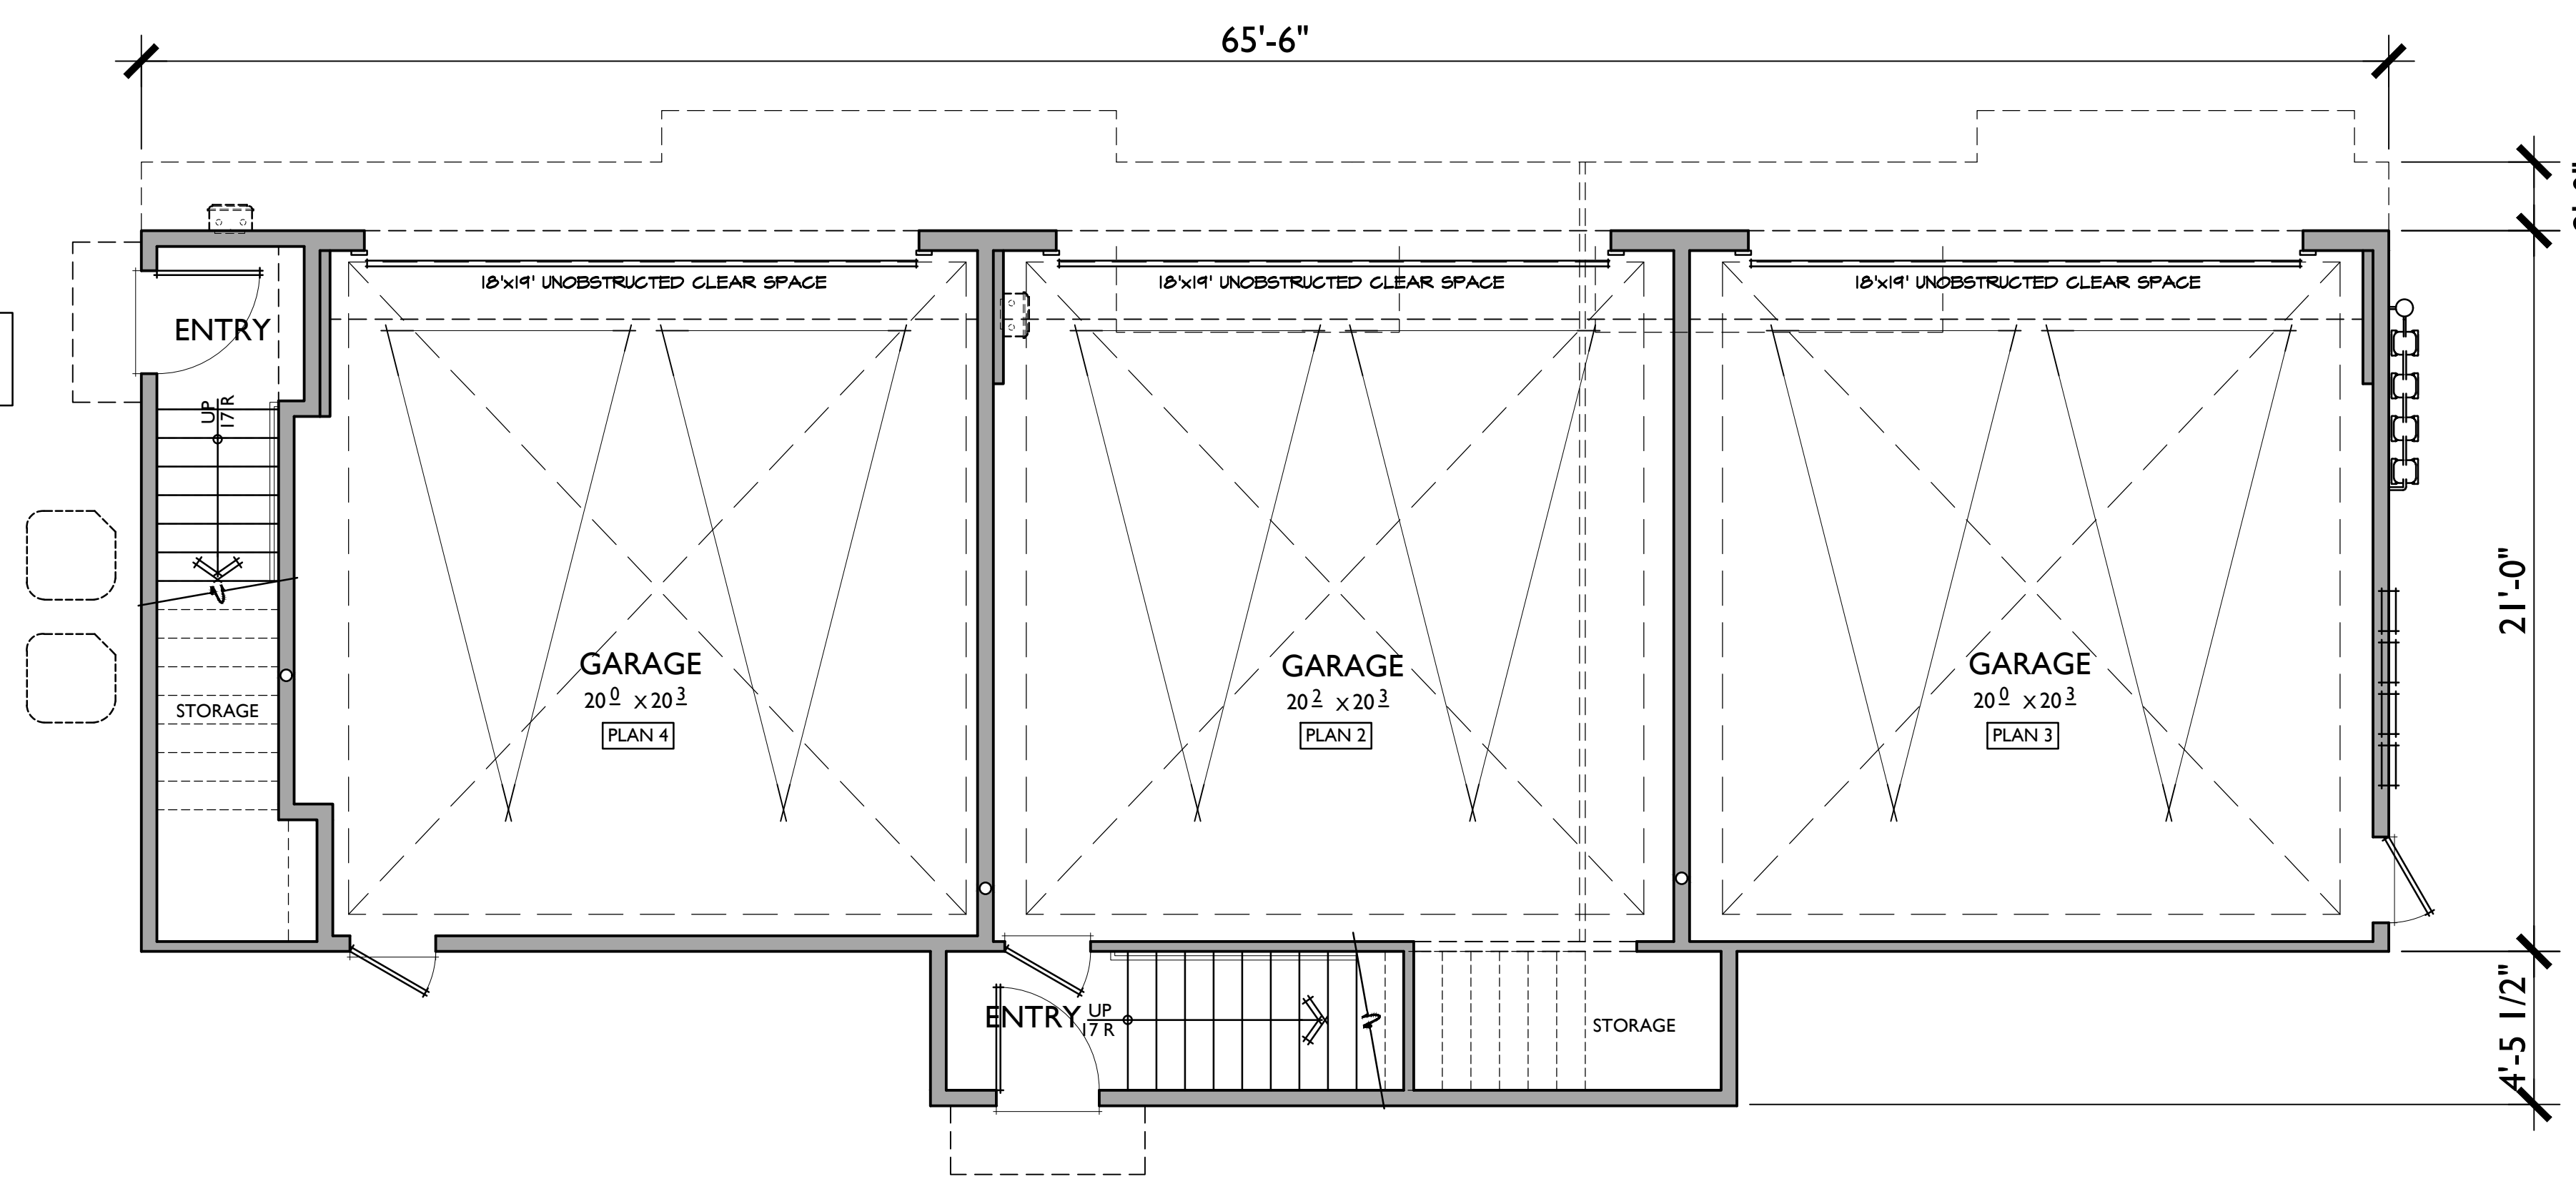 65'-6"
18'x19' UNOBSTRUCTED CLEAR SPACE
18'x19' UNOBSTRUCTED CLEAR SPACE
18'x19' UNOBSTRUCTED CLEAR SPACE
ENTRY
UP
17 R
STORAGE
GARAGE
20 0 x 20 3
PLAN 4
GARAGE
20 2 x 20 3
PLAN 2
GARAGE
20 0 x 20 3
PLAN 3
21'-0"
ENTRY
UP
17 R
STORAGE
4'-5 1/2"